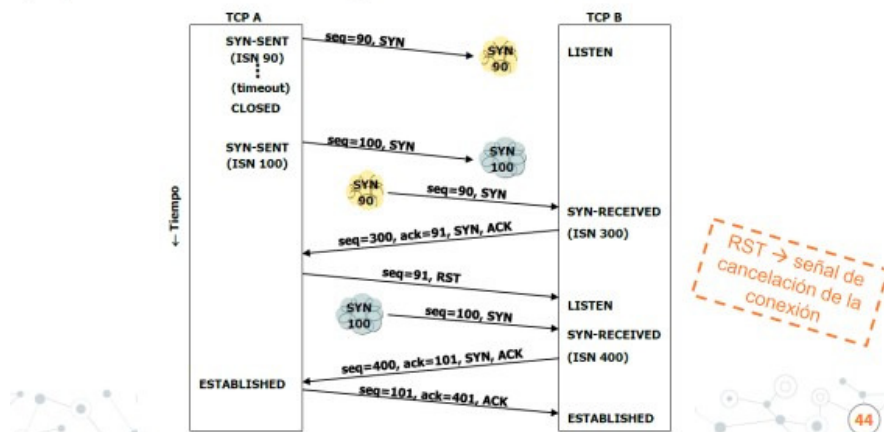 TCP A
TCP B
SYN-SENT
(ISN 90)
seq=90, SYN
SYN
90
LISTEN
(timeout)
CLOSED
SYN-SENT
(ISN 100)
seq=100, SYN
SYN
100
SYN
90
seq=90, SYN
SYN-RECEIVED
(ISN 300)
← Tiempo
seq=300, ack=91, SYN, ACK
seq=91, RST
LISTEN
SYN
100
seq=100, SYN
SYN-RECEIVED
(ISN 400)
seq=400, ack=101, SYN, ACK
ESTABLISHED
seq=101, ack=401, ACK
ESTABLISHED
RST → señal de
cancelación de la
conexión
44